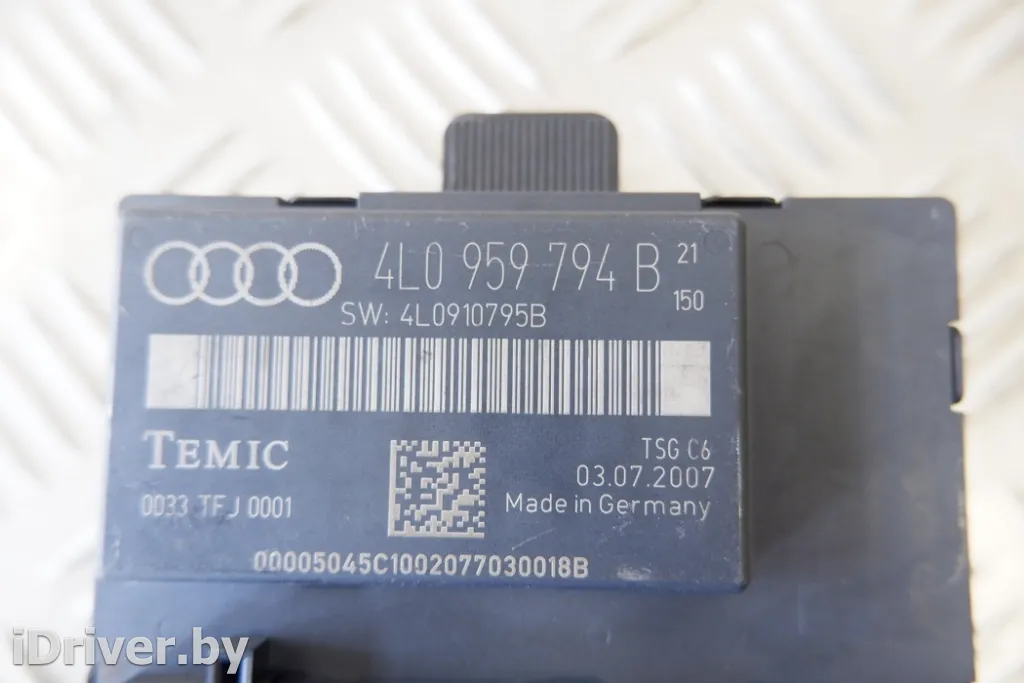 4L0 959 794 B 21
150
SW: 4L0910795B
TEMIC
TSG C6
03.07.2007
0033 TFJ 0001
Made in Germany
00005045C1002077030018B
iDriver.by